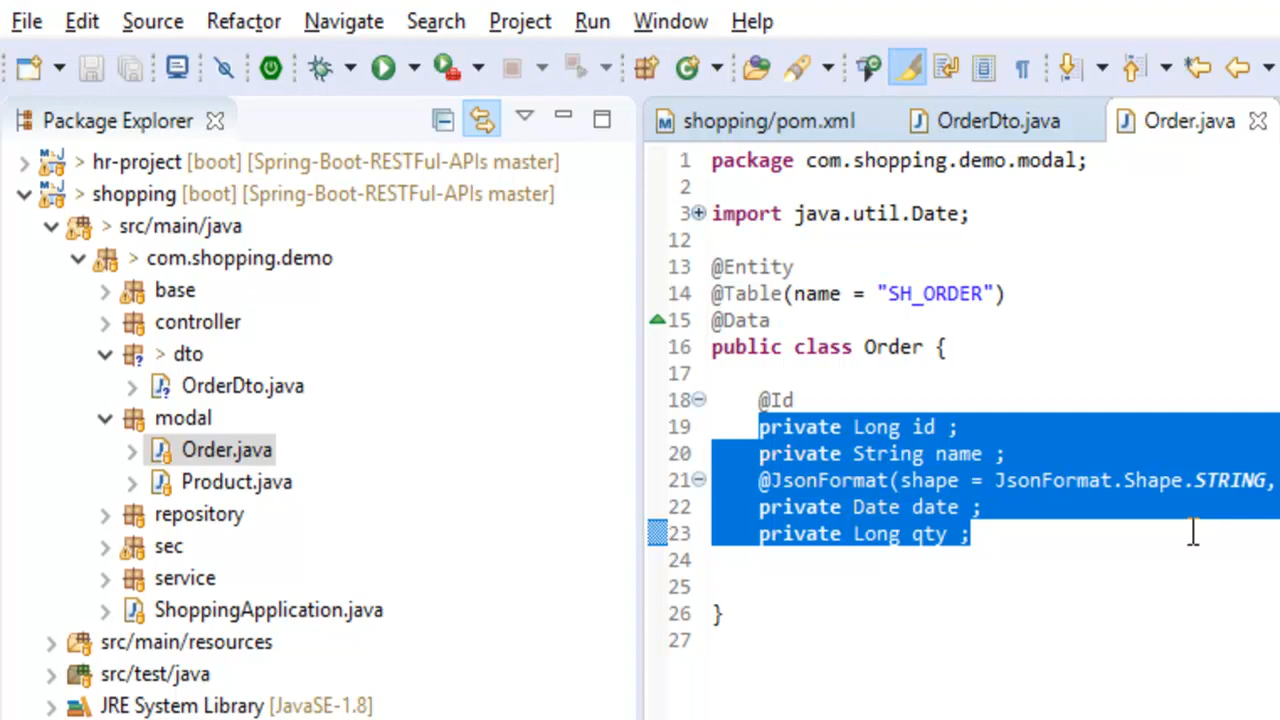 File Edit Source Refactor Navigate Search Project Run Window Help
Package Explorer
> hr-project [boot] [Spring-Boot-RESTFul-APIs master]
> shopping [boot] [Spring-Boot-RESTFul-APIs master]
> src/main/java
> com.shopping.demo
base
controller
> dto
OrderDto.java
modal
Order.java
Product.java
repository
sec
service
ShoppingApplication.java
src/main/resources
src/test/java
JRE System Library [JavaSE-1.8]
shopping/pom.xml OrderDto.java Order.java
1 package com.shopping.demo.modal;
2
3 import java.util.Date;
12
13 @Entity
14 @Table(name = "SH_ORDER")
15 @Data
16 public class Order {
17
18 @Id
19 private Long id ;
20 private String name ;
21 @JsonFormat(shape = JsonFormat.Shape.STRING,
22 private Date date ;
23 private Long qty ;
24
25
26 }
27